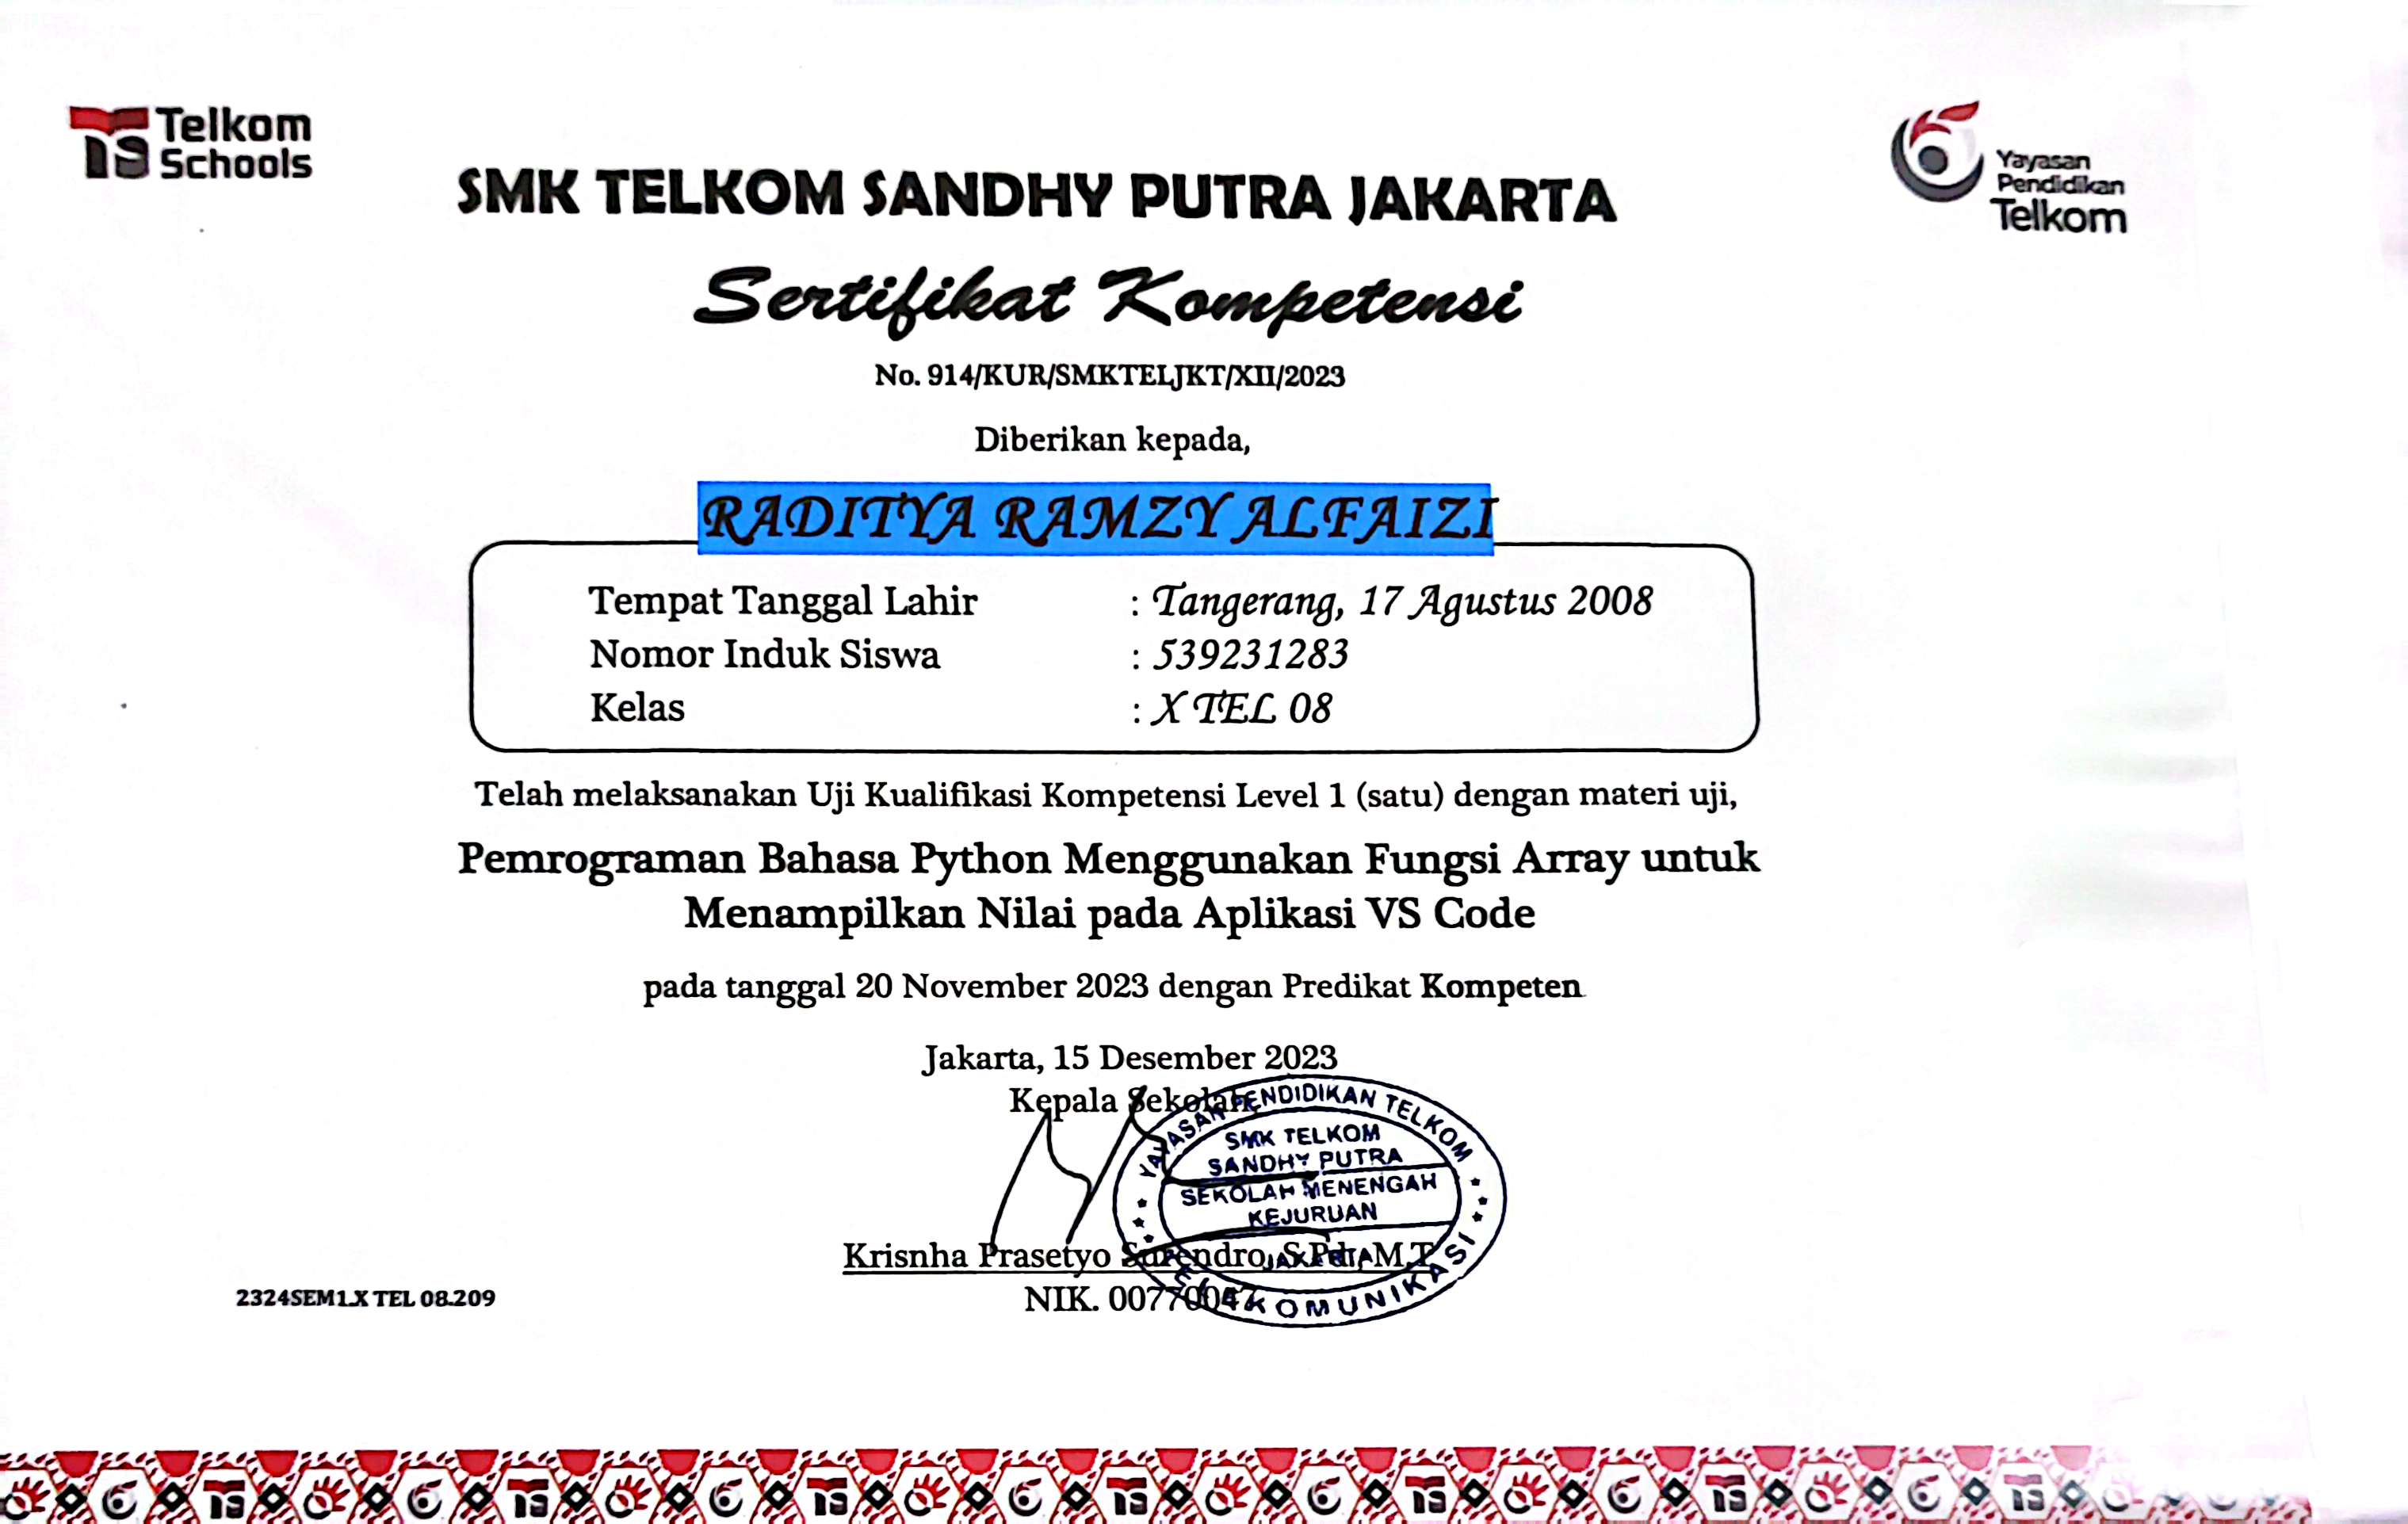 Telkom
Schools
Yayasan
Pendidikan
Telkom
SMK TELKOM SANDHY PUTRA JAKARTA
Sertifikat Kompetensi
No. 914/KUR/SMKTELJKT/XII/2023
Diberikan kepada,
RADITYA RAMZY ALFAIZI
Tempat Tanggal Lahir : Tangerang, 17 Agustus 2008
Nomor Induk Siswa : 539231283
Kelas : X TEL 08
Telah melaksanakan Uji Kualifikasi Kompetensi Level 1 (satu) dengan materi uji,
Pemrograman Bahasa Python Menggunakan Fungsi Array untuk
Menampilkan Nilai pada Aplikasi VS Code
pada tanggal 20 November 2023 dengan Predikat Kompeten
Jakarta, 15 Desember 2023
Kepala Sekolah,
YAYASAN PENDIDIKAN TELKOM
SMK TELKOM
SANDHY PUTRA
SEKOLAH MENENGAH
KEJURUAN
JAKARTA
TELEKOMUNIKASI
Krisnha Prasetyo Surendro, S.Pd., M.T
NIK. 00770047
2324SEM1.X TEL 08.209